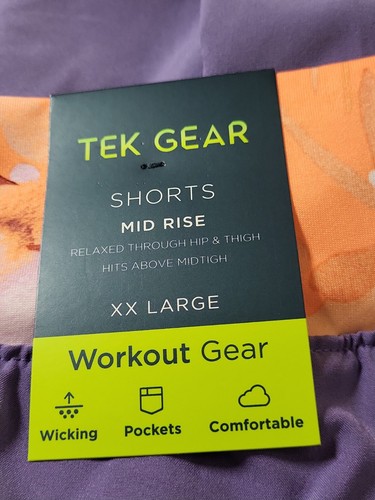 TEK GEAR
SHORTS
MID RISE
RELAXED THROUGH HIP & THIGH
HITS ABOVE MIDTIGH
XX LARGE
Workout Gear
Wicking Pockets Comfortable